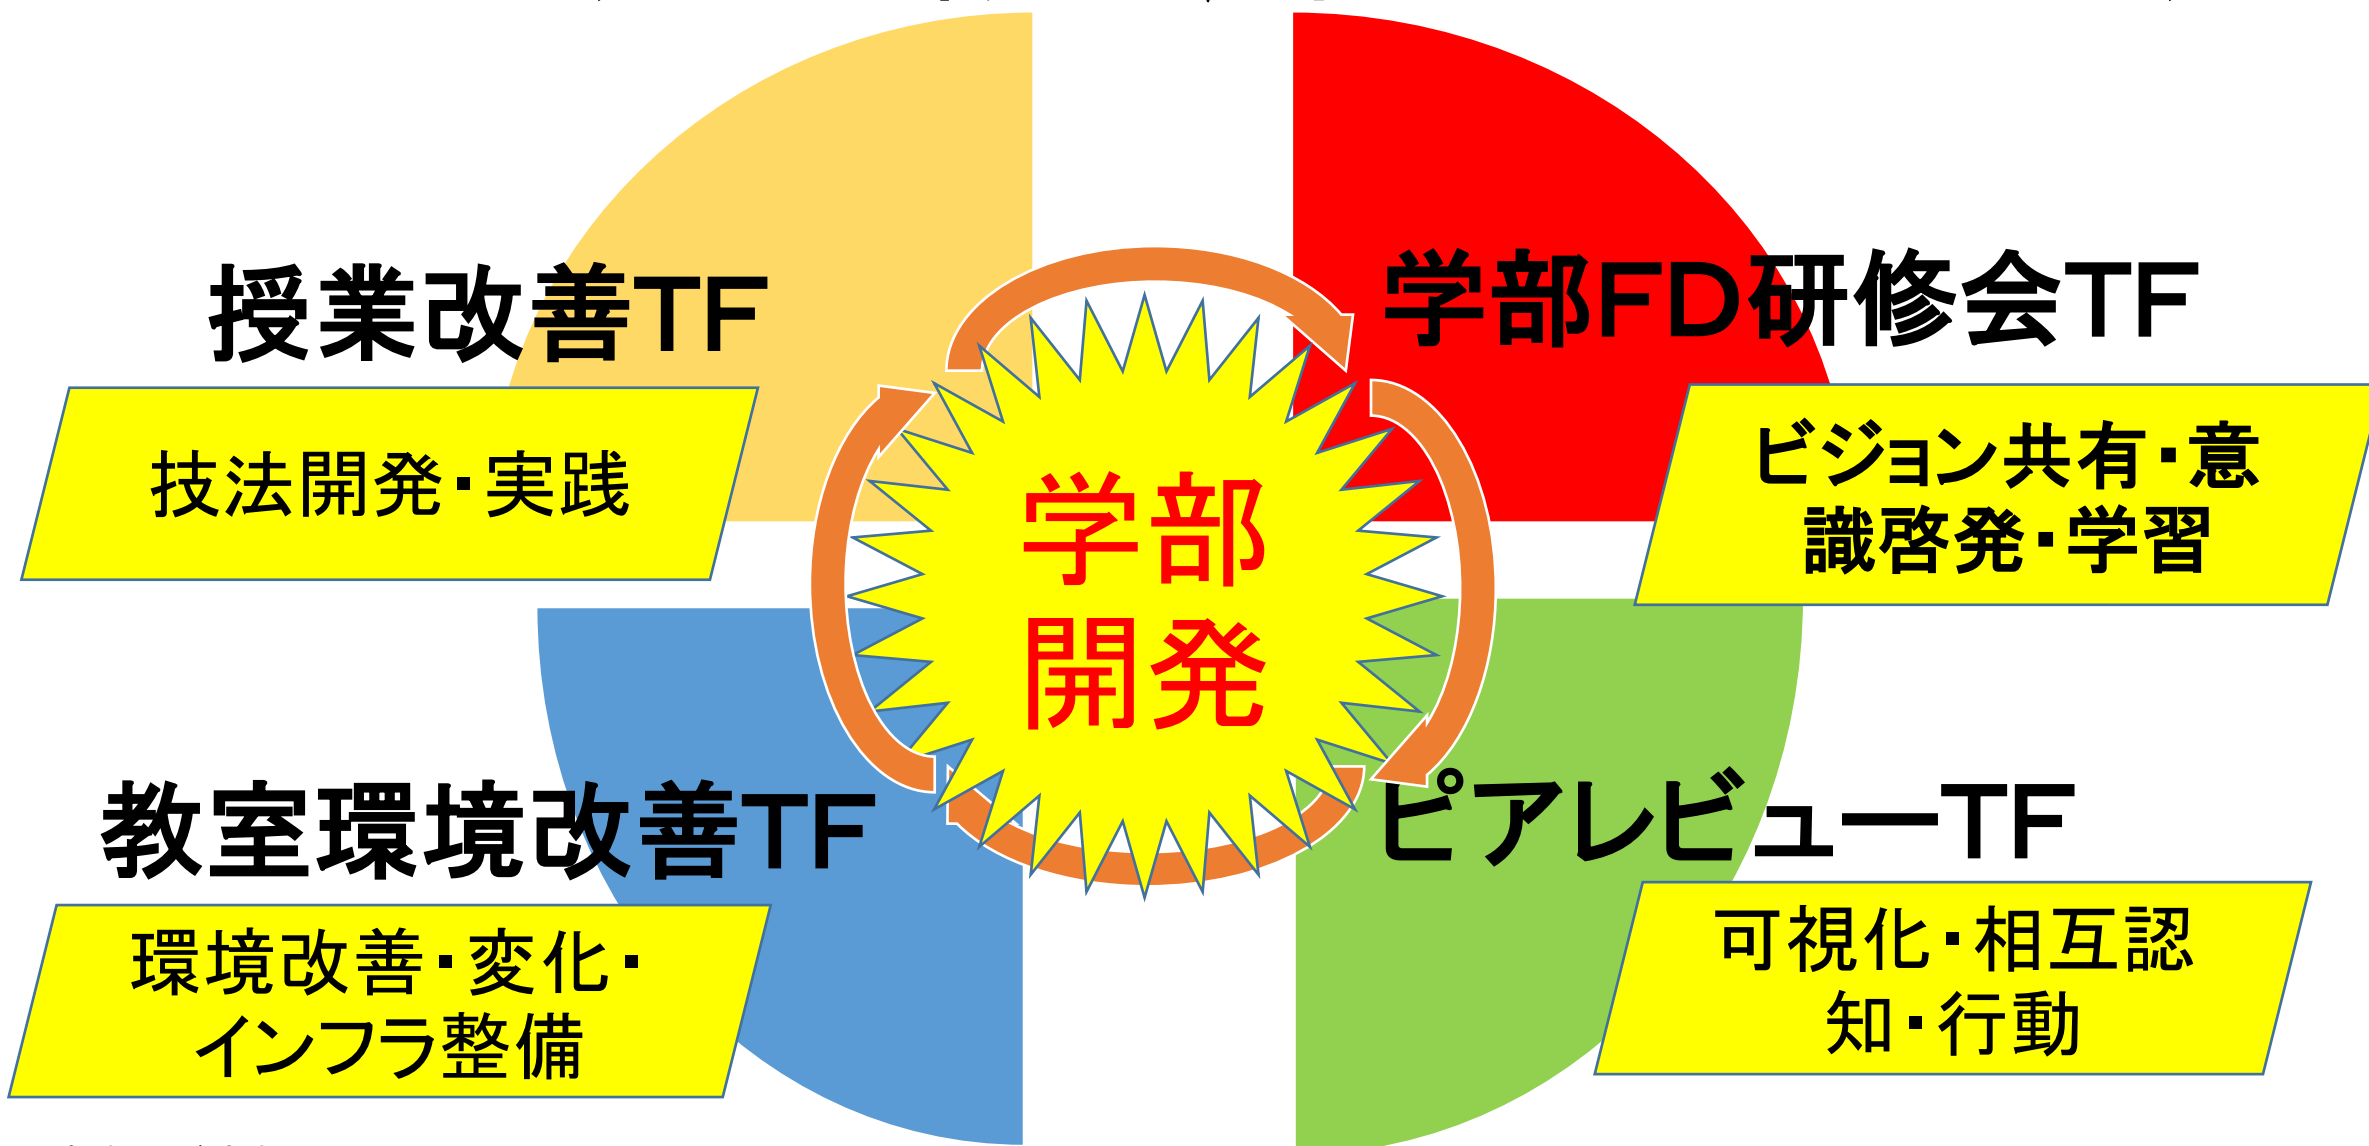 授業改善TF
技法開発・実践
学部FD研修会TF
ビジョン共有・意
識啓発・学習
学部
開発
教室環境改善TF
環境改善・変化・
インフラ整備
ピアレビューTF
可視化・相互認
知・行動